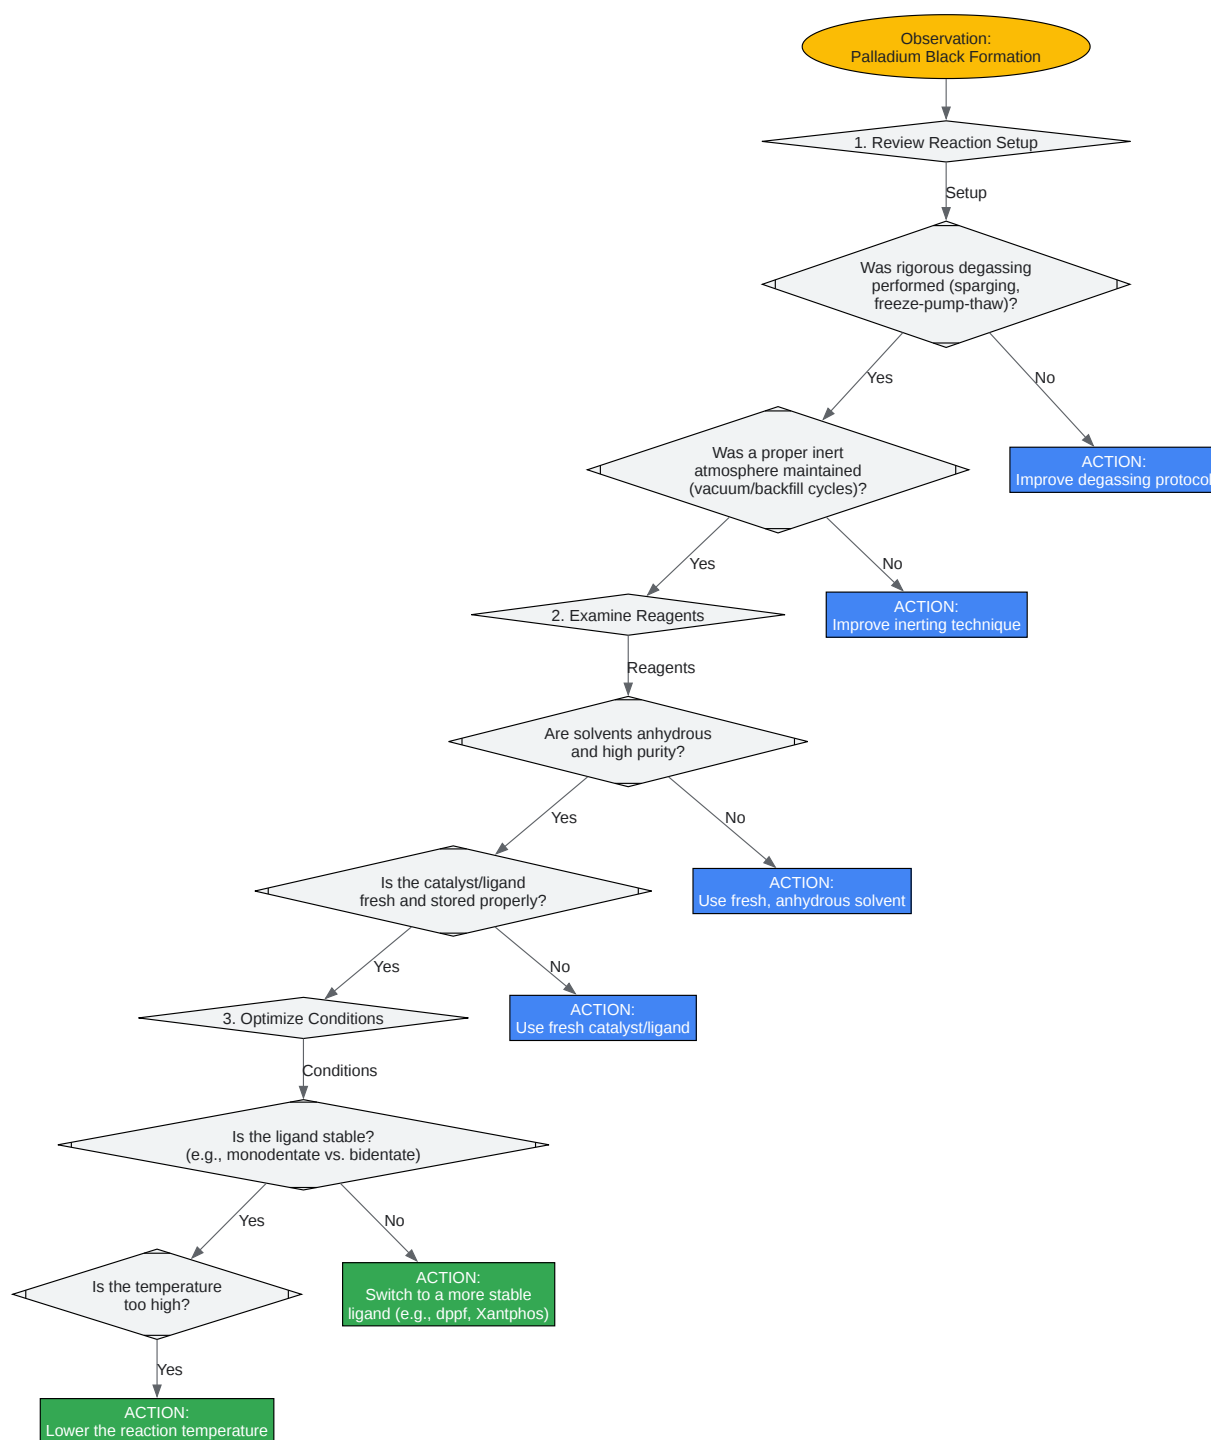 Observation:
Palladium Black Formation
1. Review Reaction Setup
Setup
Was rigorous degassing
performed (sparging,
freeze-pump-thaw)?
Yes
No
Was a proper inert
atmosphere maintained
(vacuum/backfill cycles)?
ACTION:
Improve degassing protocol
Yes
No
2. Examine Reagents
ACTION:
Improve inerting technique
Reagents
Are solvents anhydrous
and high purity?
Yes
No
Is the catalyst/ligand
fresh and stored properly?
ACTION:
Use fresh, anhydrous solvent
Yes
No
3. Optimize Conditions
ACTION:
Use fresh catalyst/ligand
Conditions
Is the ligand stable?
(e.g., monodentate vs. bidentate)
Yes
No
Is the temperature
too high?
ACTION:
Switch to a more stable
ligand (e.g., dppf, Xantphos)
Yes
ACTION:
Lower the reaction temperature